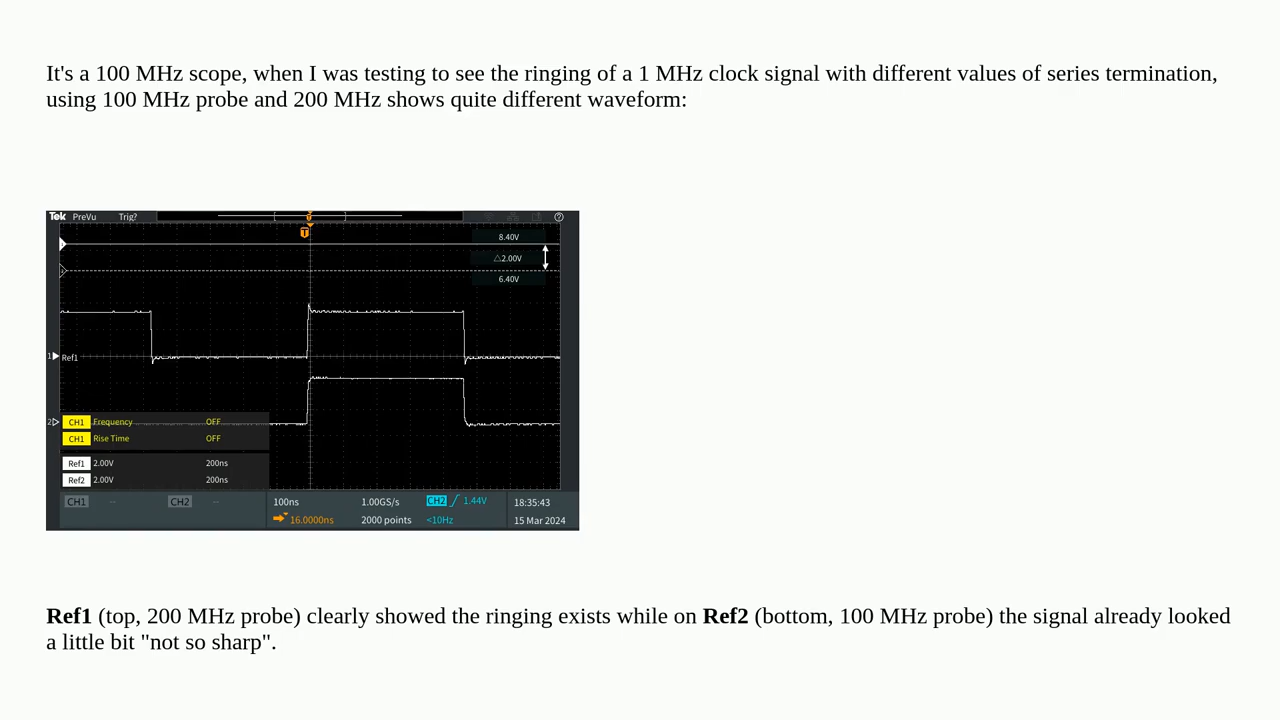 It's a 100 MHz scope, when I was testing to see the ringing of a 1 MHz clock signal with different values of series termination,
using 100 MHz probe and 200 MHz shows quite different waveform:
Tek PreVu Trig?
T
8.40V
△2.00V
6.40V
1 Ref1
2
CH1 Frequency OFF
CH1 Rise Time OFF
Ref1 2.00V 200ns
Ref2 2.00V 200ns
CH1 -- CH2 -- 100ns 1.00GS/s CH2 1.44V 18:35:43
16.0000ns 2000 points <10Hz 15 Mar 2024
Ref1 (top, 200 MHz probe) clearly showed the ringing exists while on Ref2 (bottom, 100 MHz probe) the signal already looked
a little bit "not so sharp".